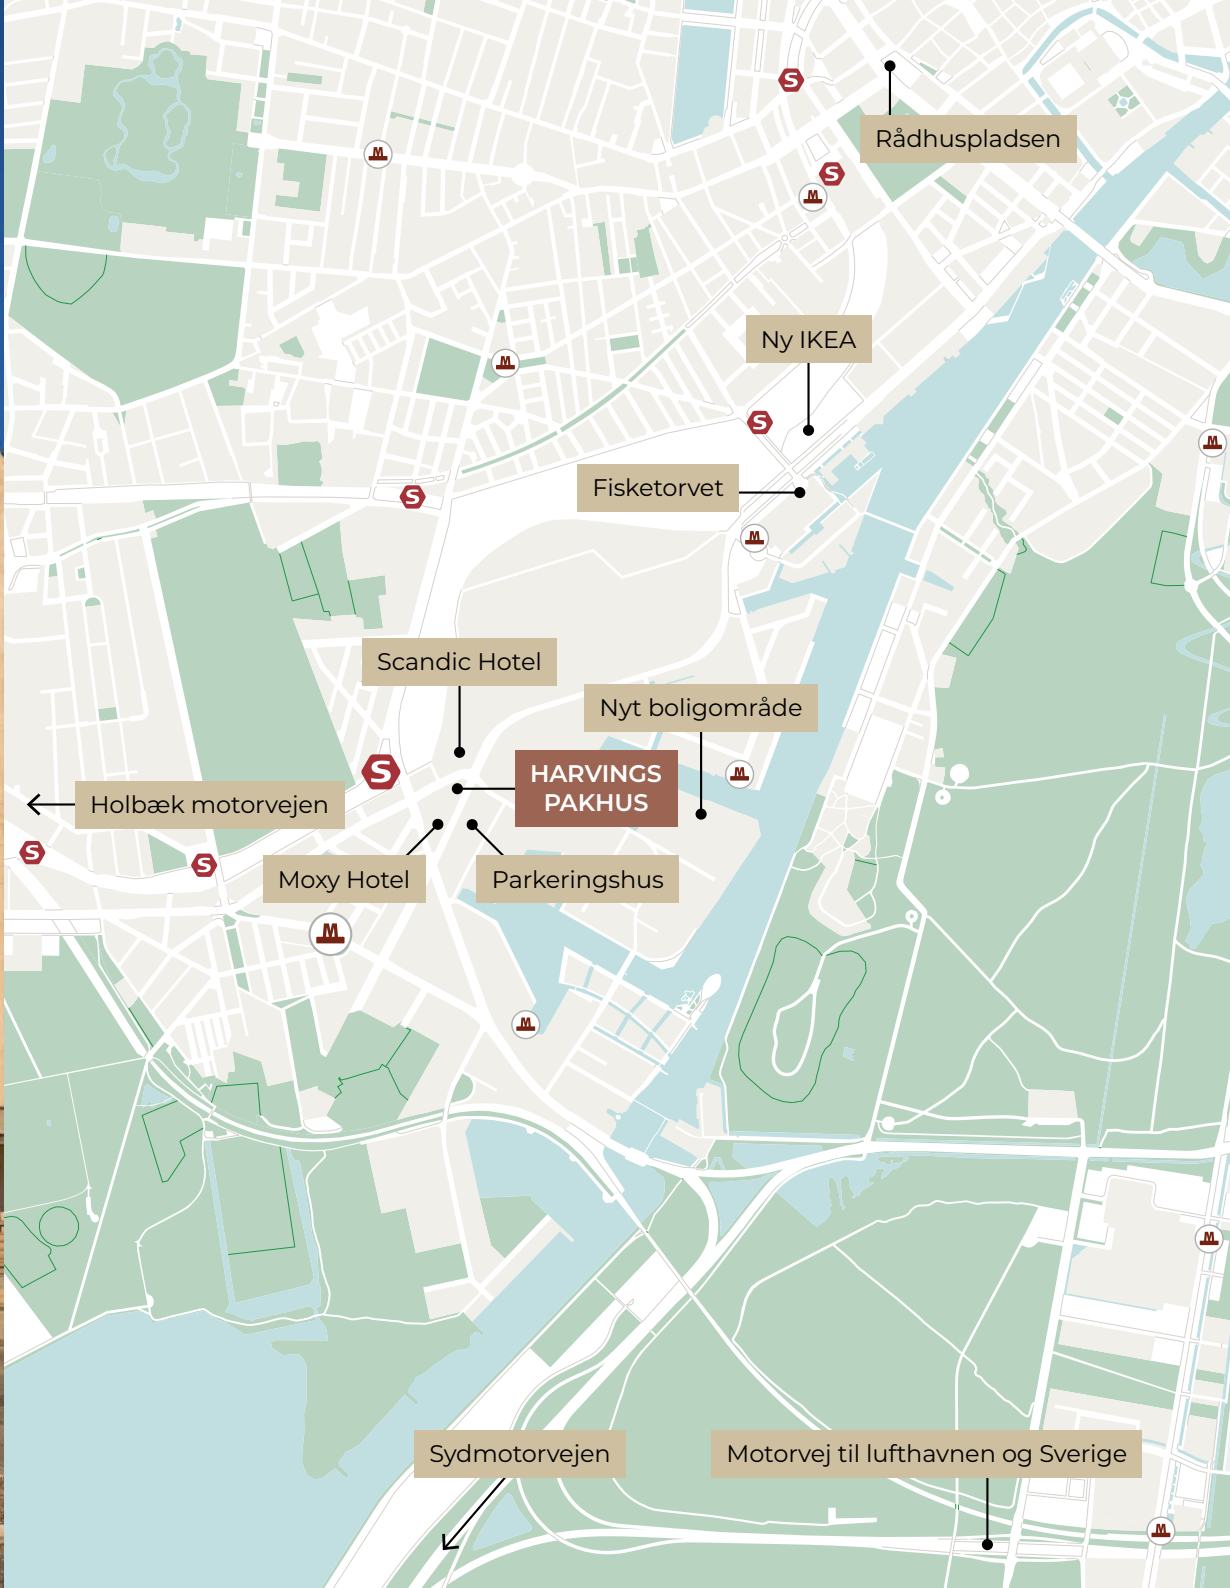 S
Rådhuspladsen
M
S
M
Ny IKEA
M
S
M
Fisketorvet
S
M
Scandic Hotel
Nyt boligområde
S
HARVINGS
PAKHUS
M
Holbæk motorvejen
S
S
Moxy Hotel
Parkeringshus
M
M
M
Sydmotorvejen
Motorvej til lufthavnen og Sverige
M